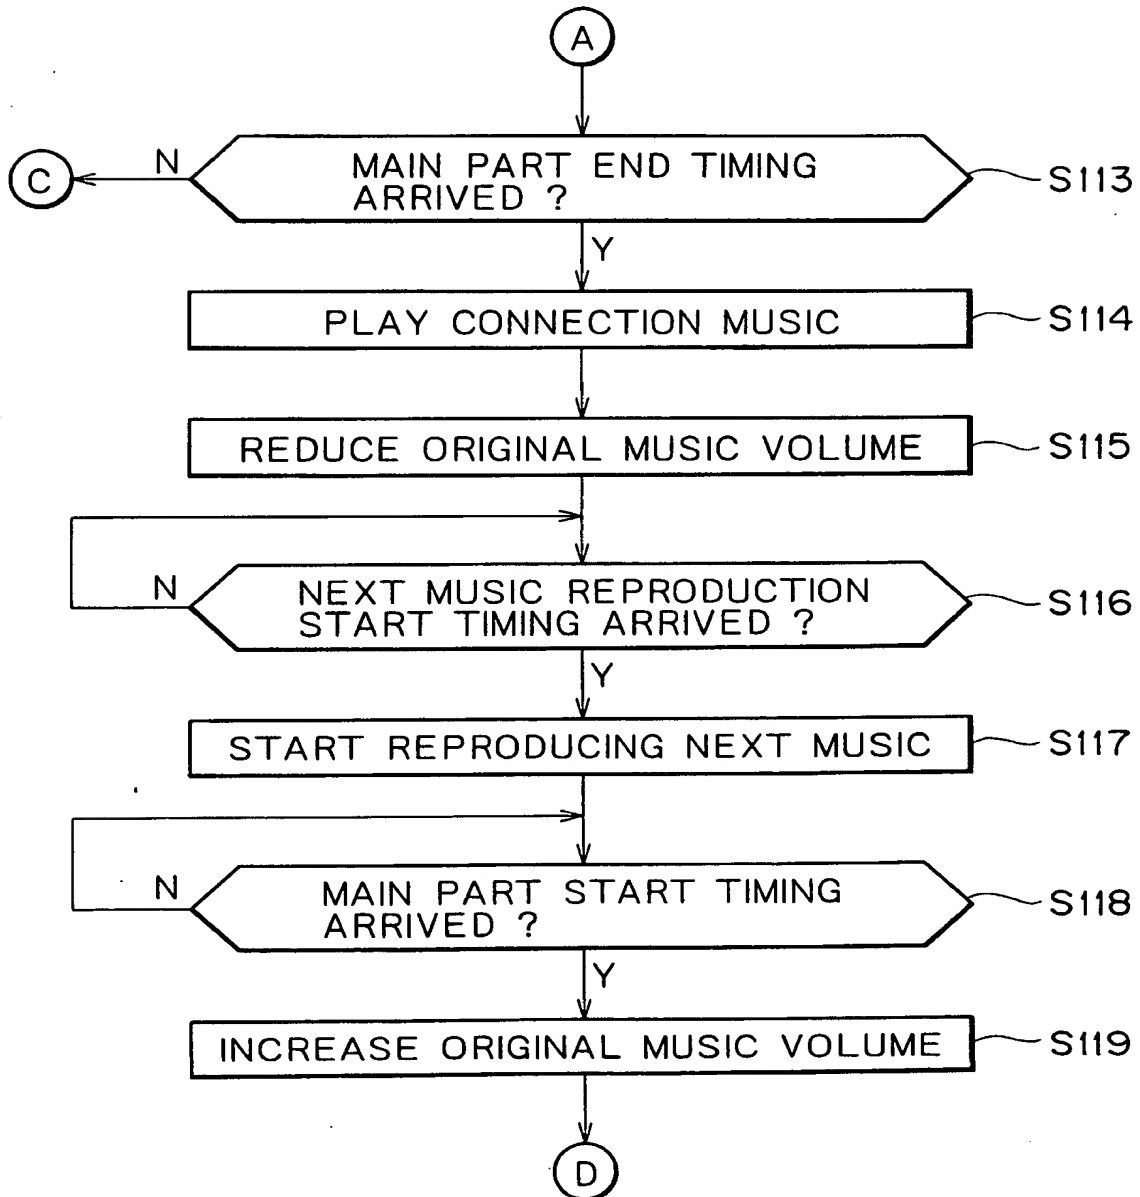 A
MAIN PART END TIMING
ARRIVED ?
S113
N
C
Y
PLAY CONNECTION MUSIC
S114
REDUCE ORIGINAL MUSIC VOLUME
S115
NEXT MUSIC REPRODUCTION
START TIMING ARRIVED ?
S116
N
Y
START REPRODUCING NEXT MUSIC
S117
MAIN PART START TIMING
ARRIVED ?
S118
N
Y
INCREASE ORIGINAL MUSIC VOLUME
S119
D